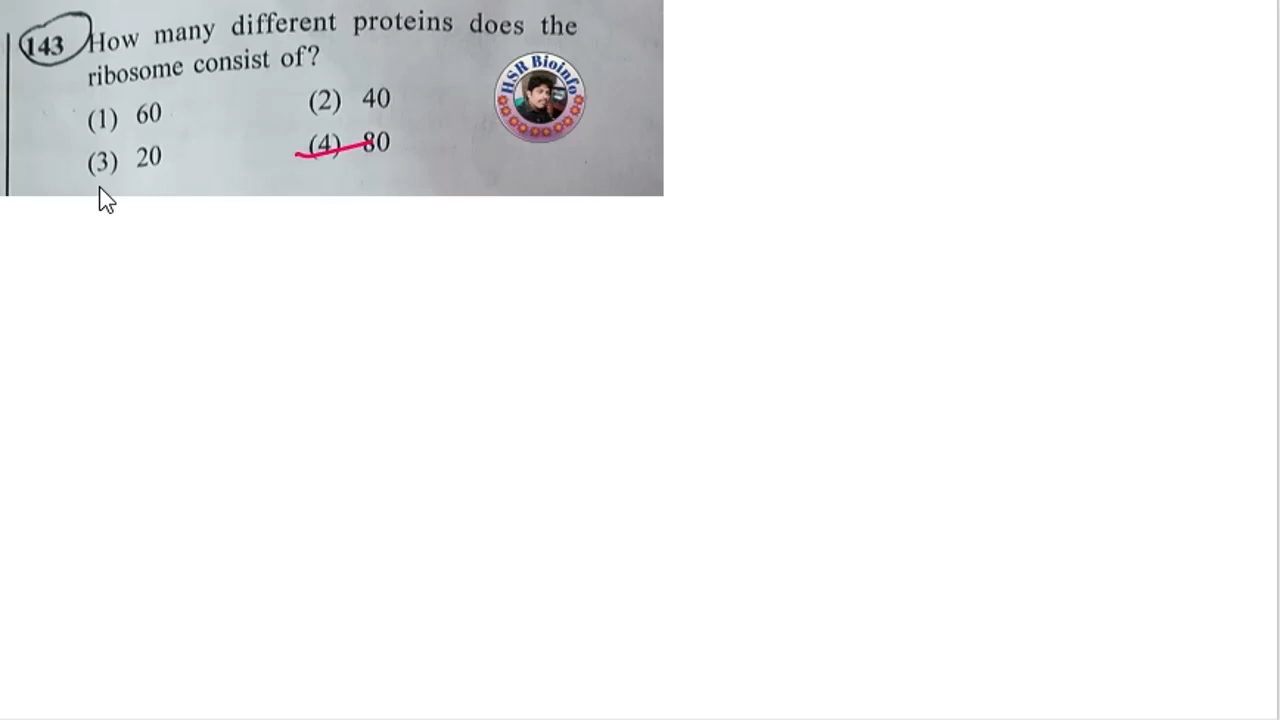 143 How many different proteins does the
ribosome consist of?
(1) 60
(2) 40
(3) 20
(4) 80
HSR Bioinfo